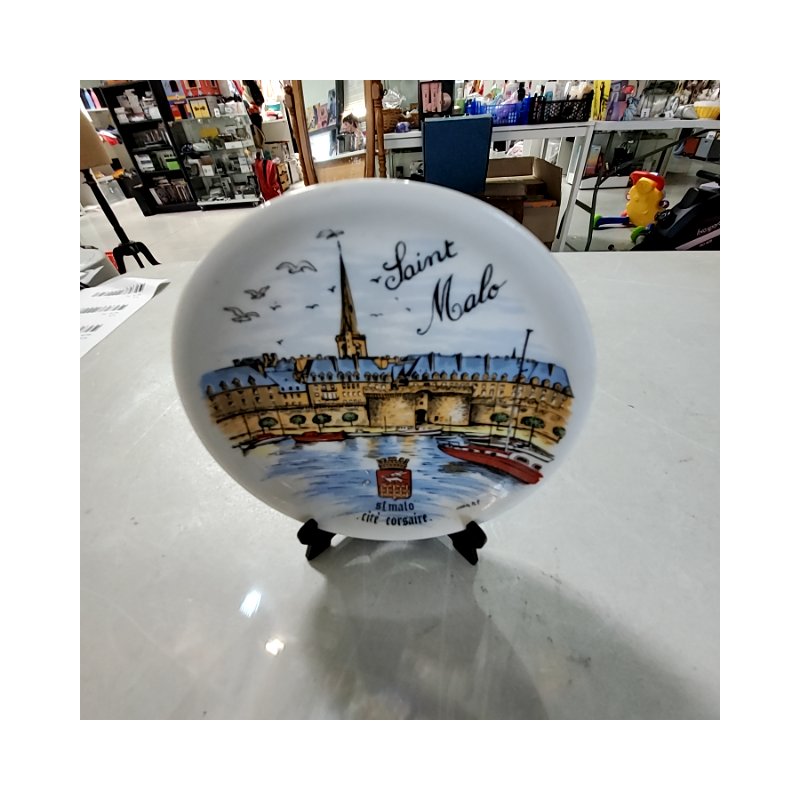 Saint
Malo
st malo
cité corsaire